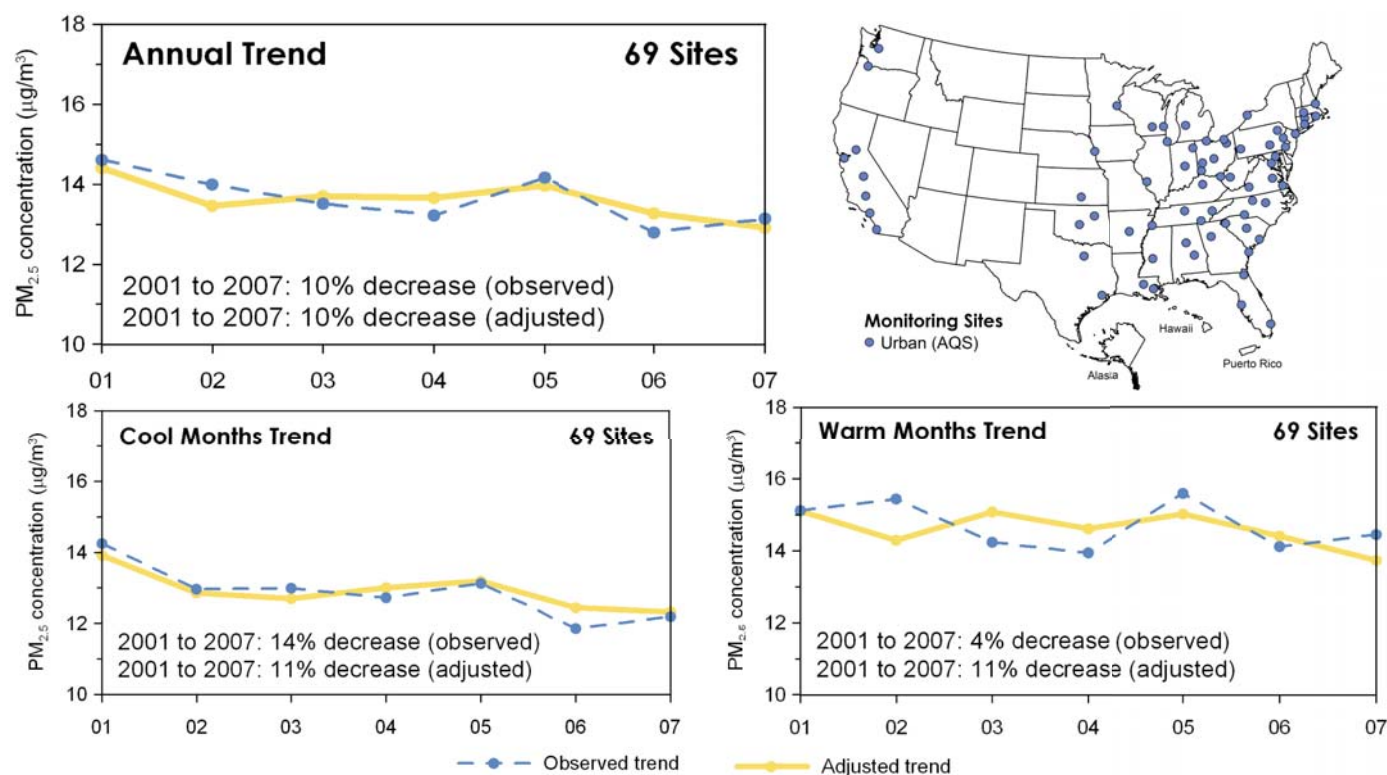 Annual Trend 69 Sites
PM2.5 concentration (µg/m³)
18
16
14
12
10
2001 to 2007: 10% decrease (observed)
2001 to 2007: 10% decrease (adjusted)
01 02 03 04 05 06 07
Monitoring Sites
Urban (AQS)
Alasia
Hawaii
Puerto Rico
Cool Months Trend 69 Sites
PM2.5 concentration (µg/m³)
18
16
14
12
10
2001 to 2007: 14% decrease (observed)
2001 to 2007: 11% decrease (adjusted)
01 02 03 04 05 06 07
Warm Months Trend 69 Sites
PM2.5 concentration (µg/m³)
18
16
14
12
10
2001 to 2007: 4% decrease (observed)
2001 to 2007: 11% decrease (adjusted)
01 02 03 04 05 06 07
Observed trend Adjusted trend